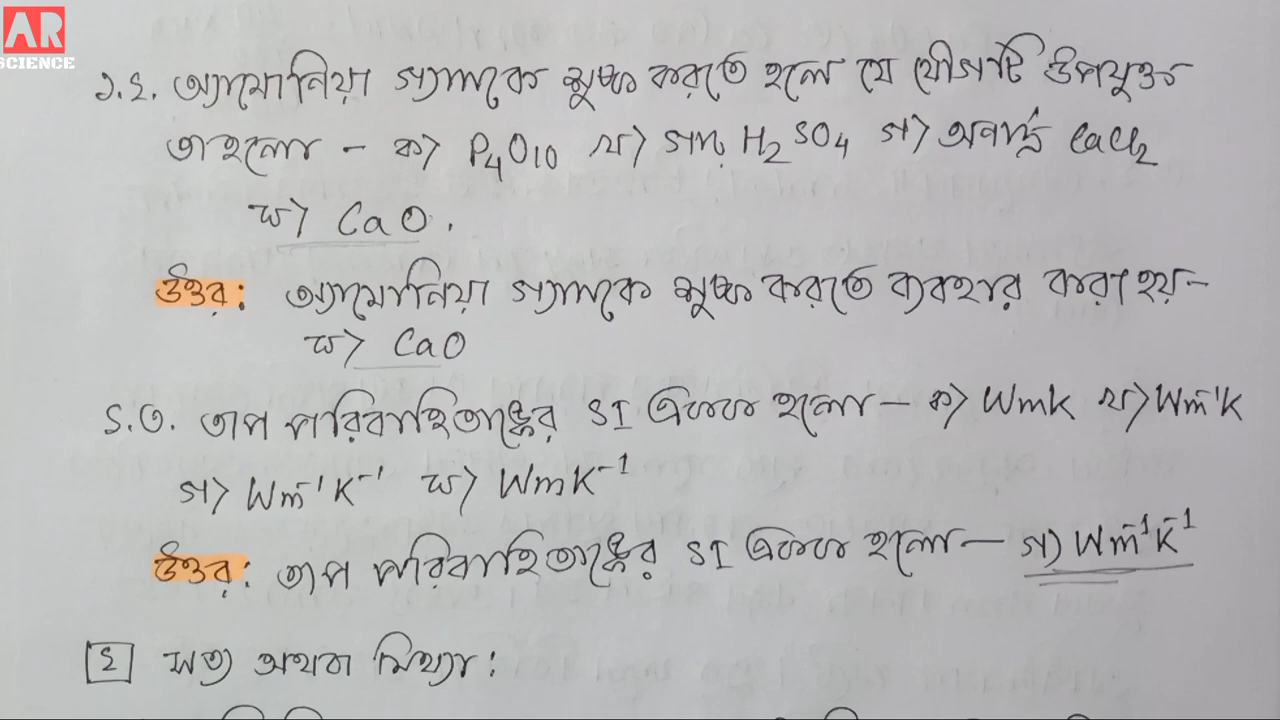 AR
SCIENCE
১.২. অ্যামোনিয়া গ্যাসকে শুষ্ক করতে হলে যে যৌগটি উপযুক্ত
তাহলো - ক> P₄O₁₀ খ> গাঢ় H₂SO₄ গ> অনার্দ্র CaCl₂
ঘ> CaO.
উত্তর: অ্যামোনিয়া গ্যাসকে শুষ্ক করতে ব্যবহার করা হয়-
ঘ> CaO
১.৩. তাপ পরিবাহিতাঙ্কের SI একক হলো- ক> WmK খ> Wm⁻¹K
গ> Wm⁻¹K⁻¹ ঘ> WmK⁻¹
উত্তর: তাপ পরিবাহিতাঙ্কের SI একক হলো- গ) Wm⁻¹K⁻¹
২ সত্য অথবা মিথ্যা: